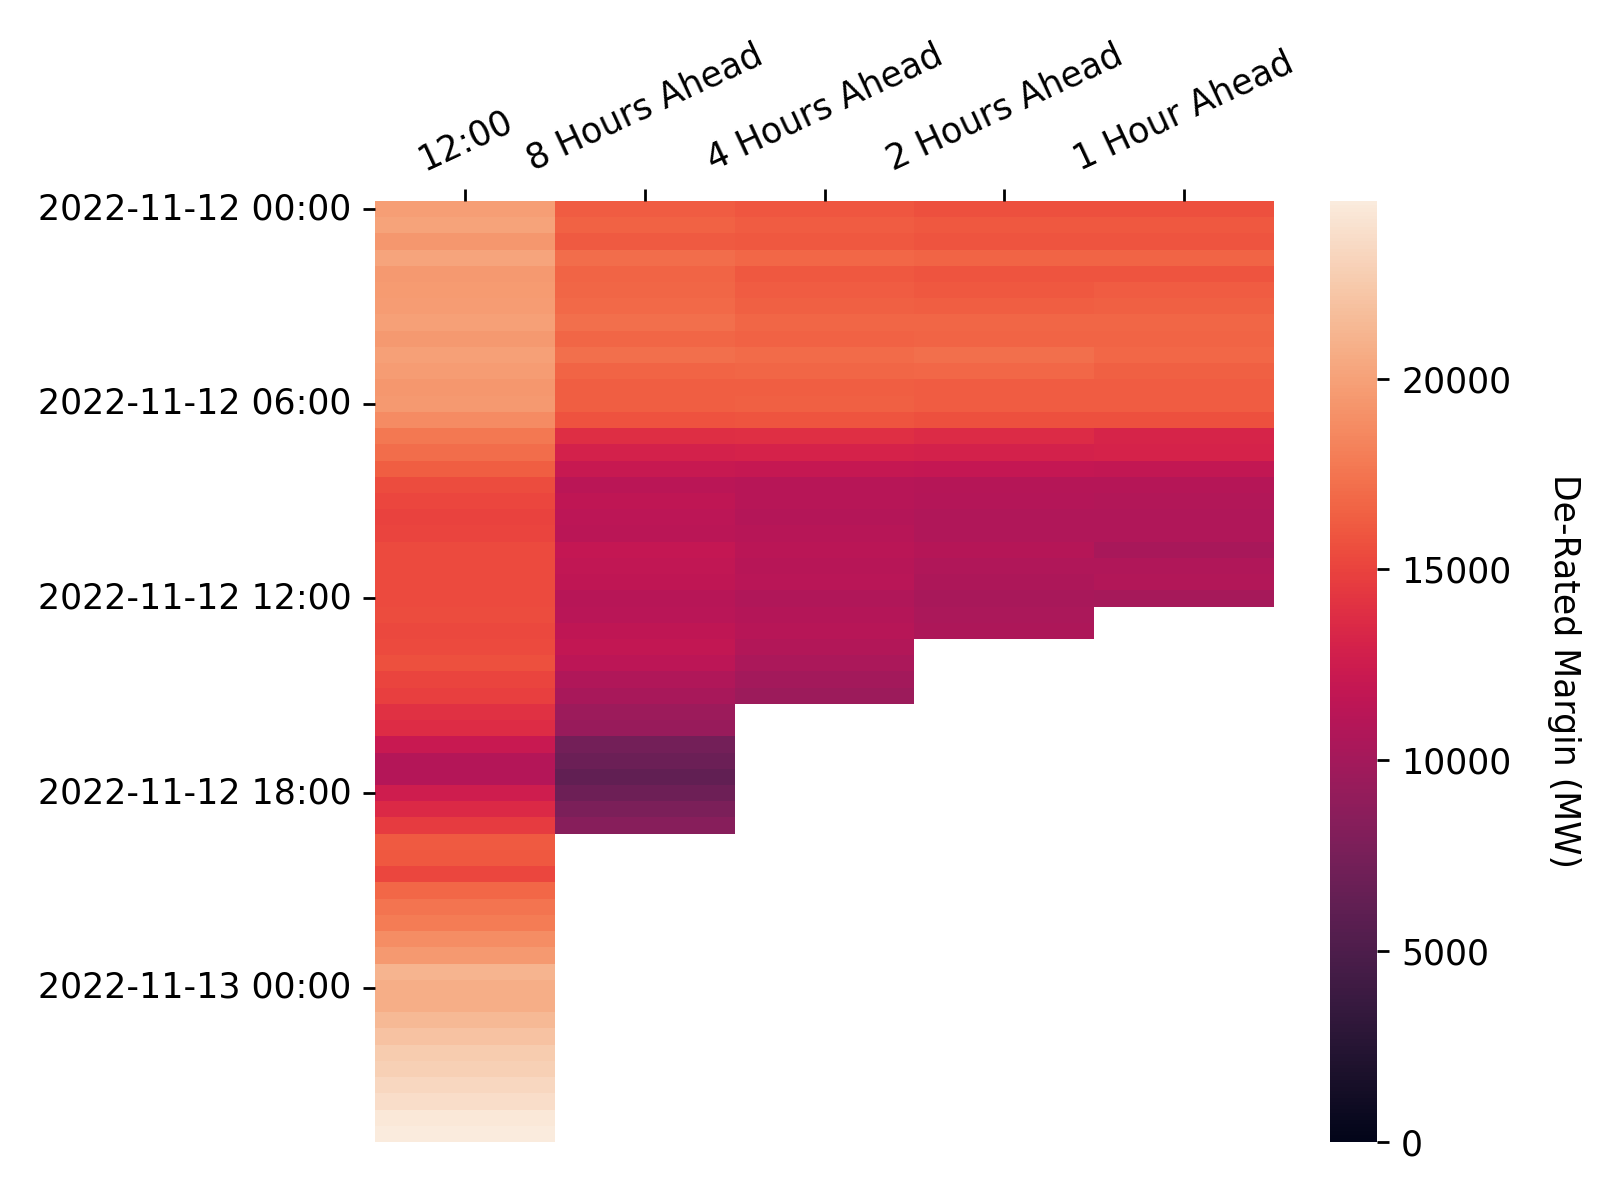 12:00
8 Hours Ahead
4 Hours Ahead
2 Hours Ahead
1 Hour Ahead
2022-11-12 00:00
2022-11-12 06:00
2022-11-12 12:00
2022-11-12 18:00
2022-11-13 00:00
20000
15000
10000
5000
0
De-Rated Margin (MW)